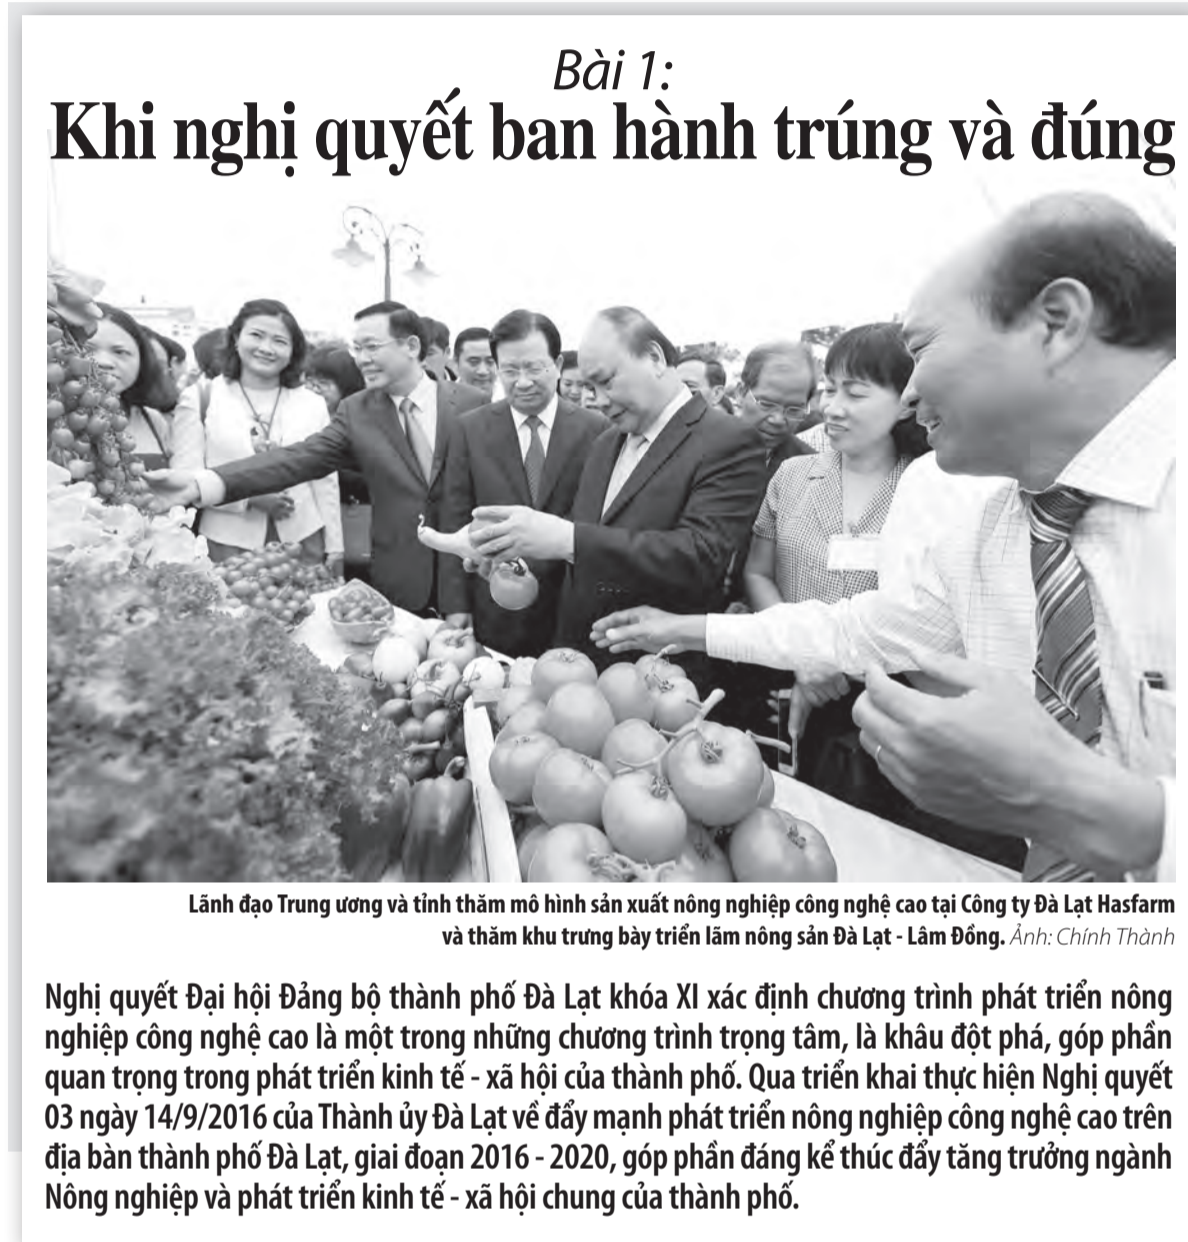 Bài 1:
Khi nghị quyết ban hành trúng và đúng
Lãnh đạo Trung ương và tỉnh thăm mô hình sản xuất nông nghiệp công nghệ cao tại Công ty Đà Lạt Hasfarm
và thăm khu trưng bày triển lãm nông sản Đà Lạt - Lâm Đồng. Ảnh: Chính Thành
Nghị quyết Đại hội Đảng bộ thành phố Đà Lạt khóa XI xác định chương trình phát triển nông
nghiệp công nghệ cao là một trong những chương trình trọng tâm, là khâu đột phá, góp phần
quan trọng trong phát triển kinh tế - xã hội của thành phố. Qua triển khai thực hiện Nghị quyết
03 ngày 14/9/2016 của Thành ủy Đà Lạt về đẩy mạnh phát triển nông nghiệp công nghệ cao trên
địa bàn thành phố Đà Lạt, giai đoạn 2016 - 2020, góp phần đáng kể thúc đẩy tăng trưởng ngành
Nông nghiệp và phát triển kinh tế - xã hội chung của thành phố.